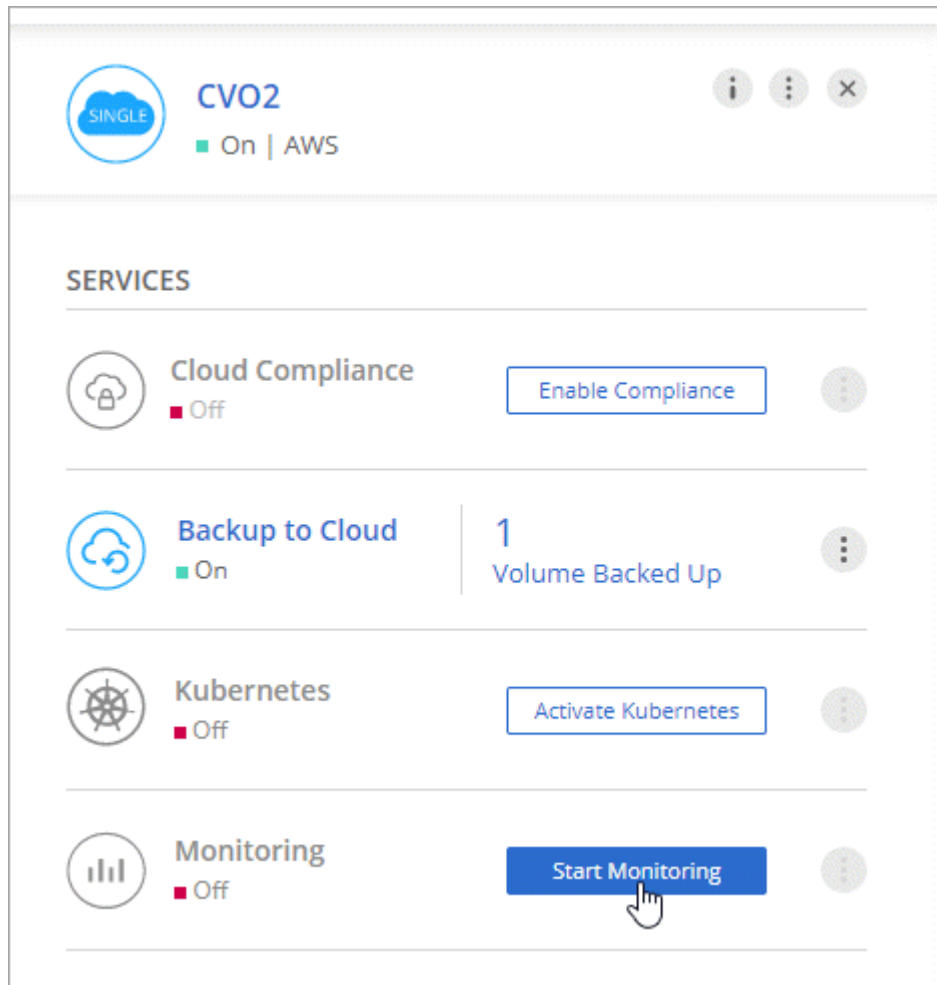 SINGLE
CVO2
On | AWS
SERVICES
Cloud Compliance
Off
Enable Compliance
Backup to Cloud
On
1
Volume Backed Up
Kubernetes
Off
Activate Kubernetes
Monitoring
Off
Start Monitoring